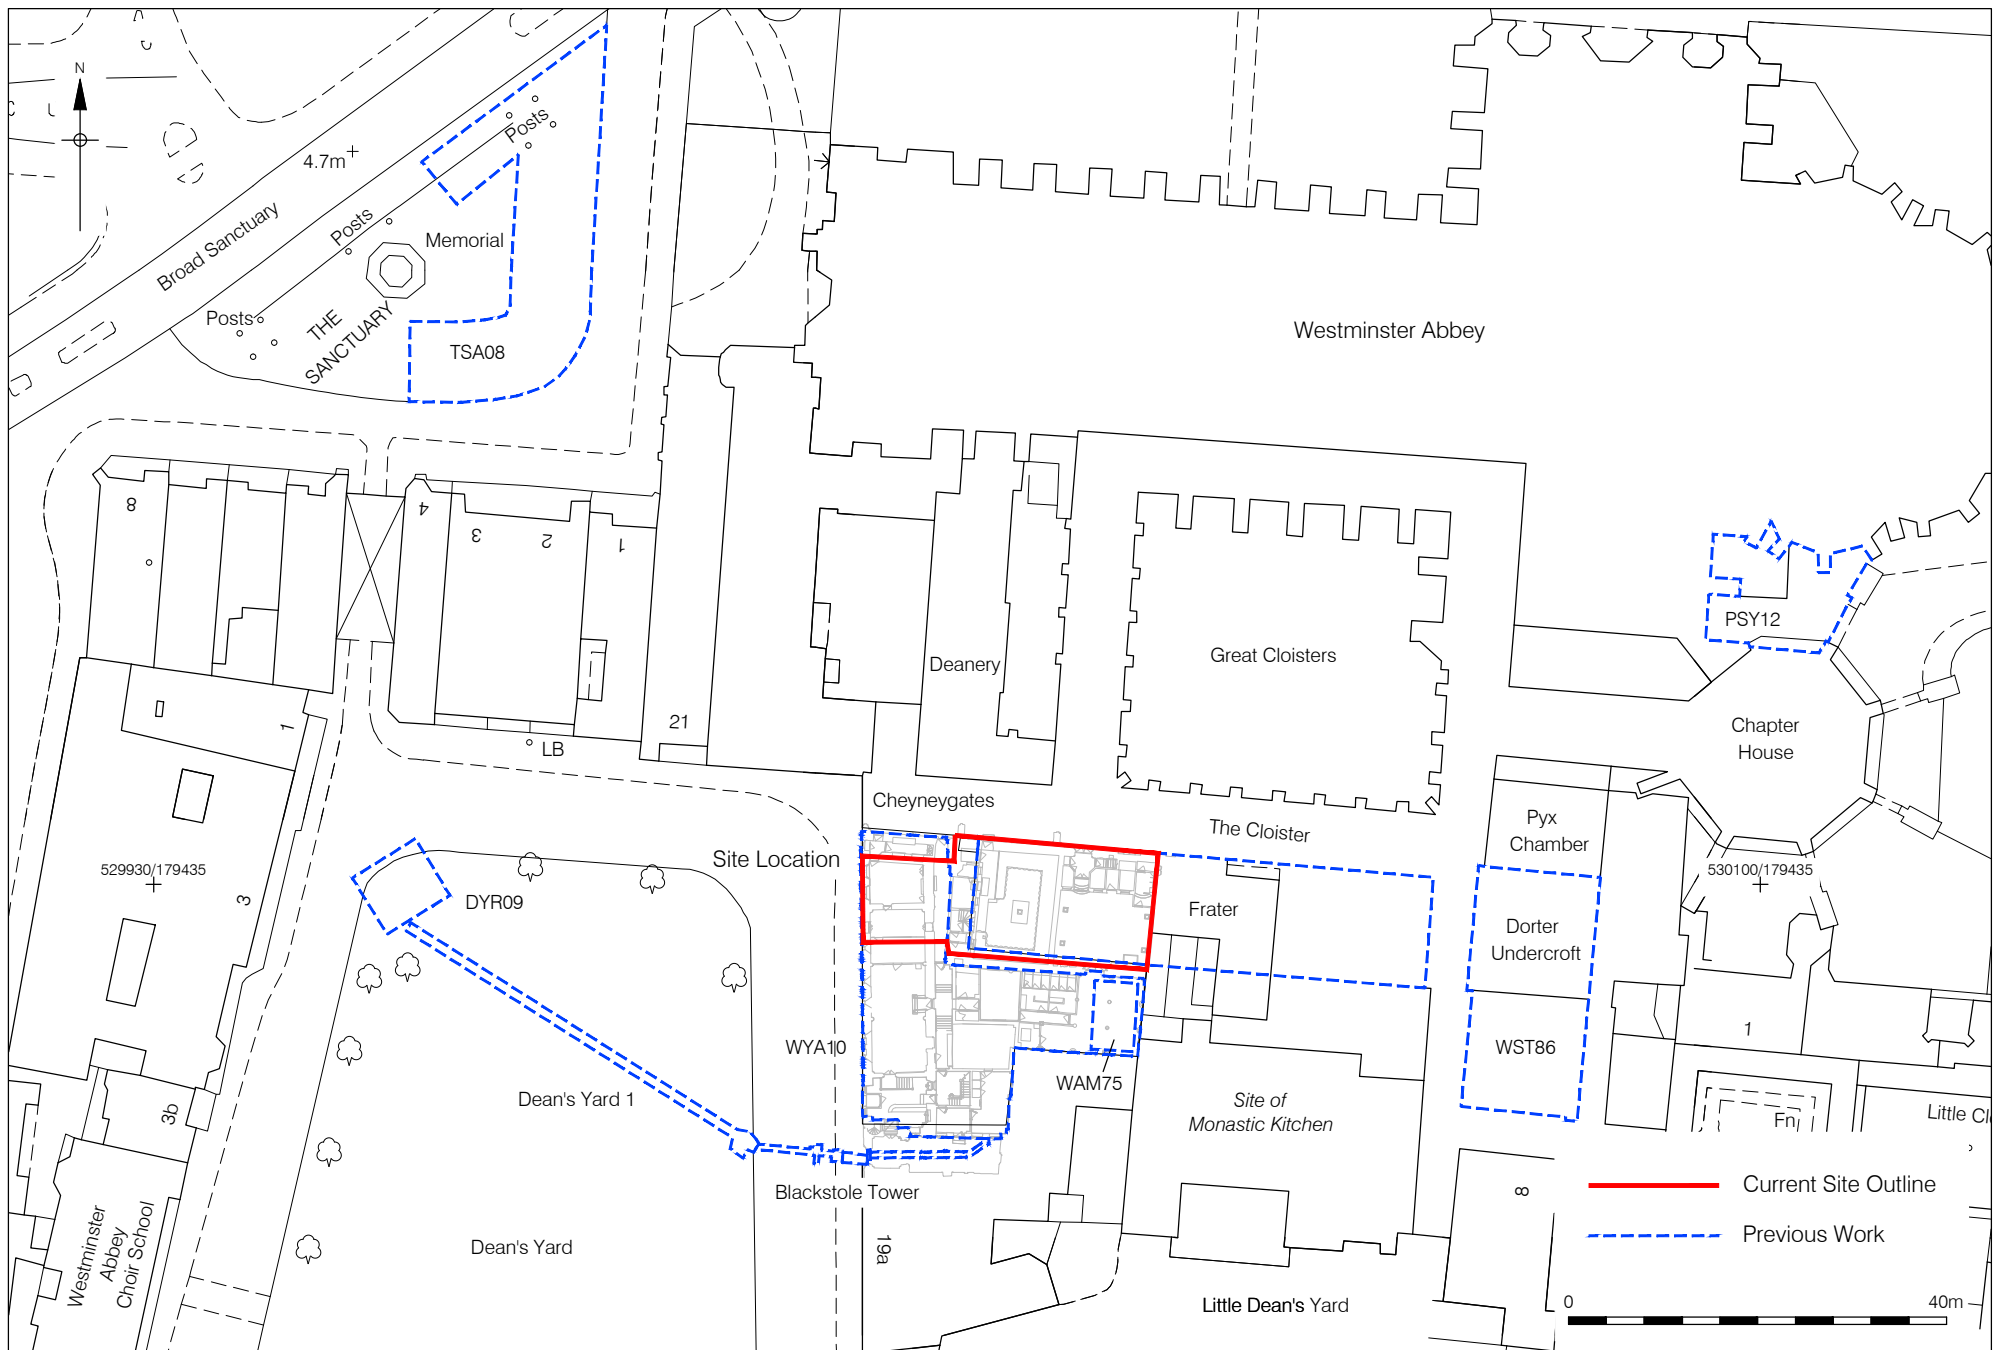 N
4.7m
Posts
Broad Sanctuary
Posts
Memorial
Posts
THE
SANCTUARY
TSA08
Westminster Abbey
8
4
3
2
1
21
LB
1
Deanery
Great Cloisters
PSY12
Chapter
House
Cheyneygates
The Cloister
Pyx
Chamber
Site Location
529930/179435
530100/179435
3
DYR09
Frater
Dorter
Undercroft
WYA10
WAM75
WST86
1
3b
Dean's Yard 1
Site of
Monastic Kitchen
Fn
Little Cl
Blackstole Tower
8
Current Site Outline
Previous Work
Westminster
Abbey
Choir School
Dean's Yard
19a
Little Dean's Yard
0
40m